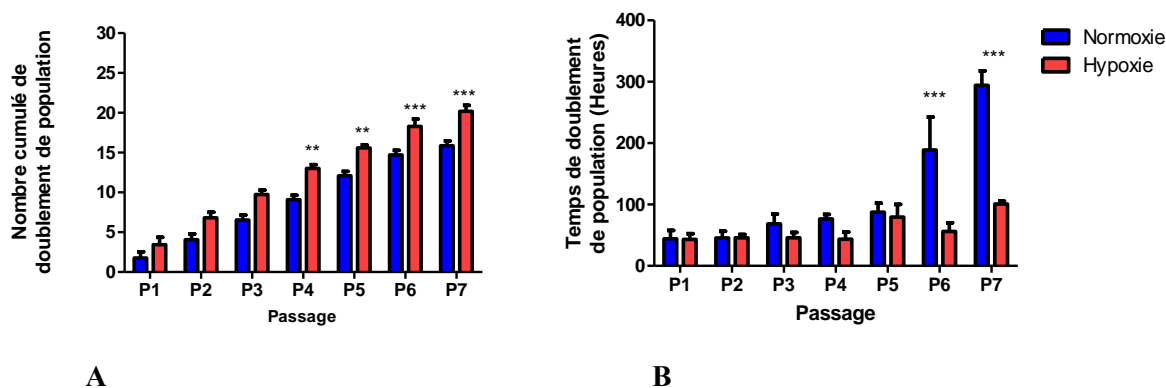 Nombre cumulé de
doublement de population
30
25
20
15
10
5
0
**
**
***
***
P1 P2 P3 P4 P5 P6 P7
Passage
A
Temps de doublement
de population (Heures)
400
300
200
100
0
***
***
P1 P2 P3 P4 P5 P6 P7
Passage
B
Normoxie
Hypoxie